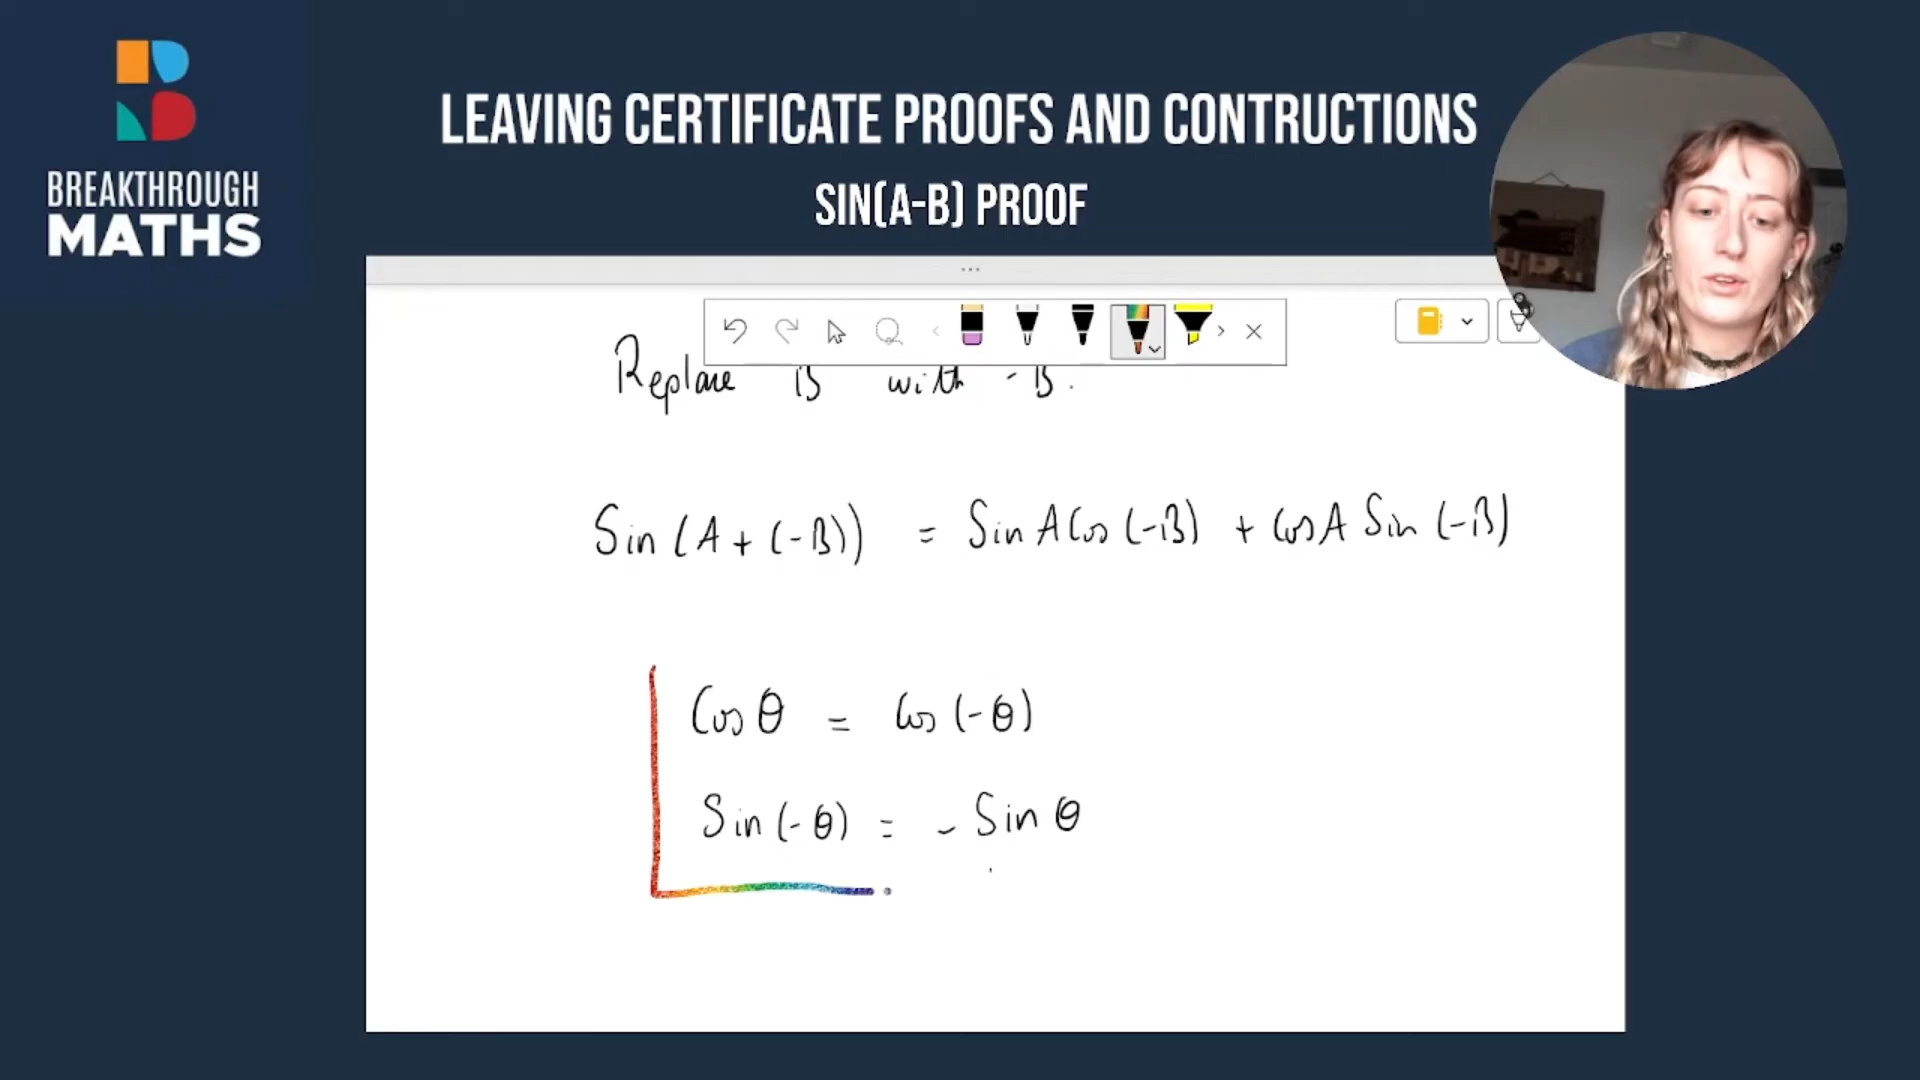 BREAKTHROUGH
MATHS
LEAVING CERTIFICATE PROOFS AND CONTRUCTIONS
SIN(A-B) PROOF
Replace B with -B.
Sin (A + (-B)) = Sin A Cos (-B) + Cos A Sin (-B)
Cos θ = Cos (-θ)
Sin (-θ) = - Sin θ